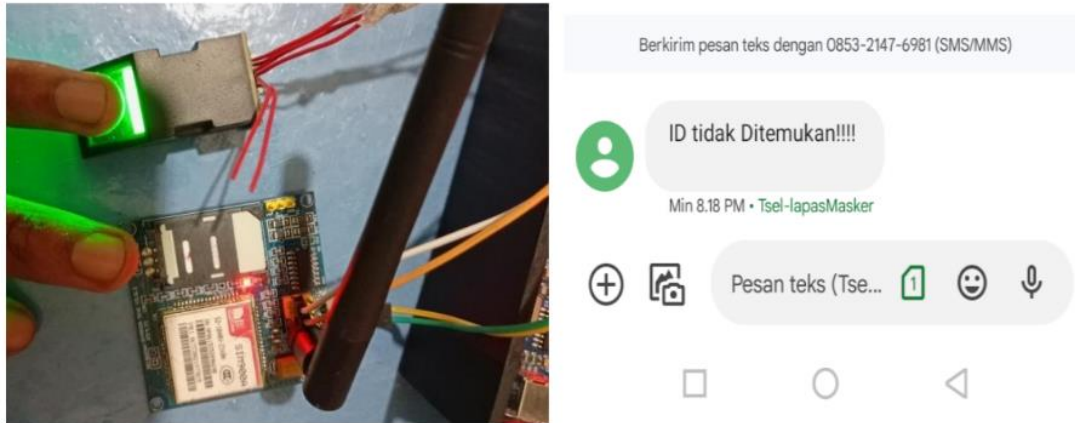 SIM900A
Berkirim pesan teks dengan 0853-2147-6981 (SMS/MMS)
ID tidak Ditemukan!!!!
Min 8.18 PM • Tsel-lapasMasker
Pesan teks (Tse... 1